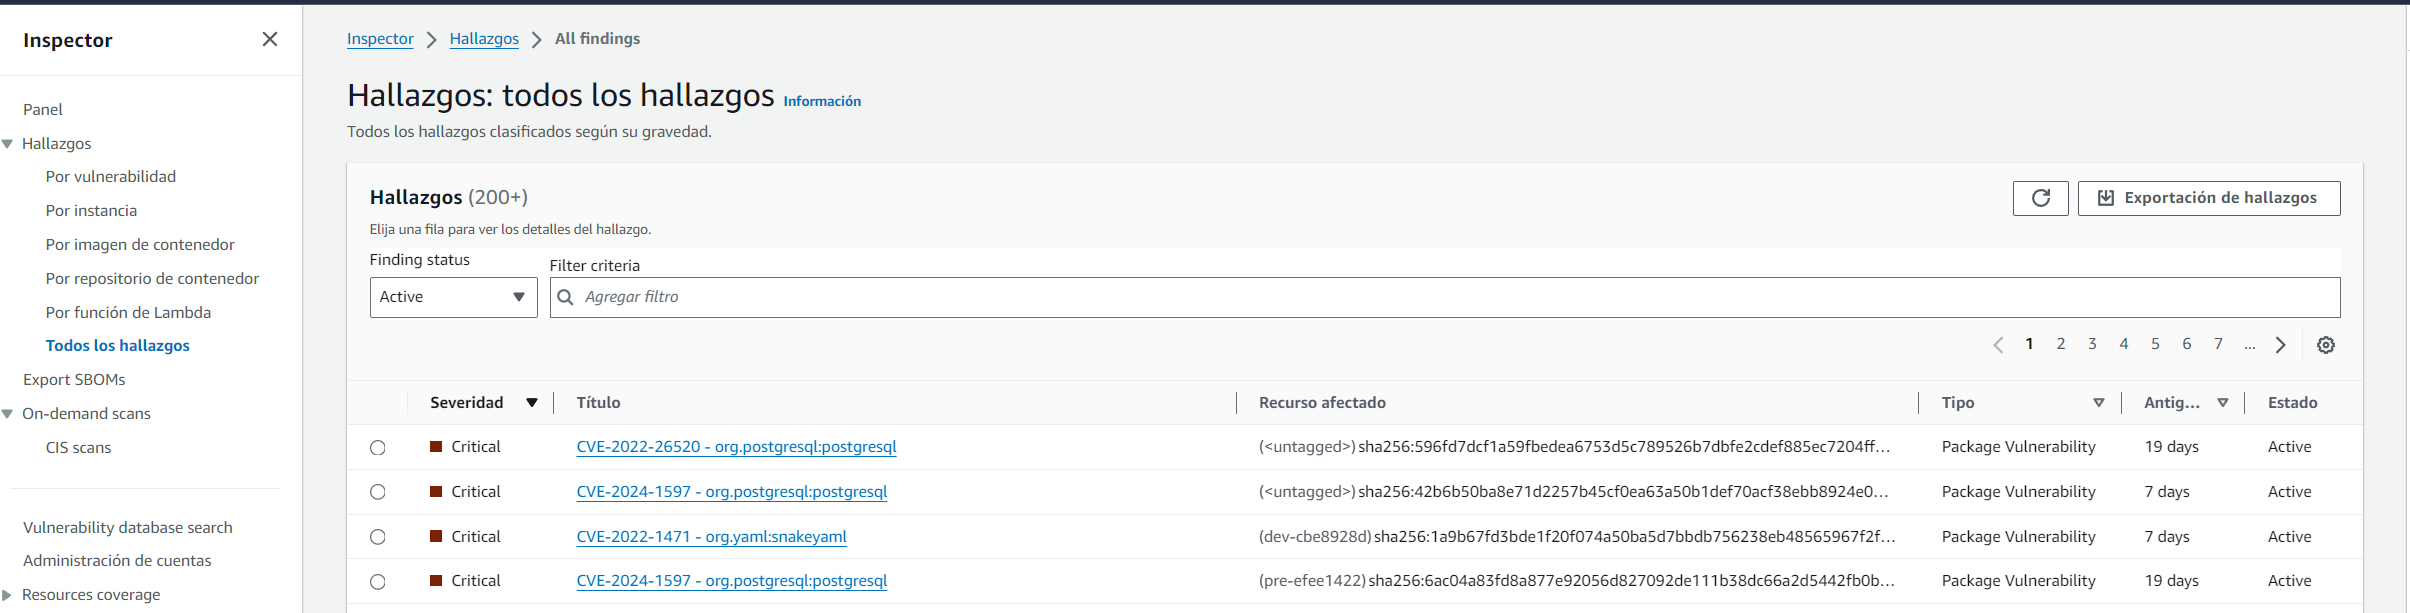 Inspector
Panel
Hallazgos
Por vulnerabilidad
Por instancia
Por imagen de contenedor
Por repositorio de contenedor
Por función de Lambda
Todos los hallazgos
Export SBOMs
On-demand scans
CIS scans
Vulnerability database search
Administración de cuentas
Resources coverage
Inspector Hallazgos All findings
Hallazgos: todos los hallazgos Información
Todos los hallazgos clasificados según su gravedad.
Hallazgos (200+)
Exportación de hallazgos
Elija una fila para ver los detalles del hallazgo.
Finding status
Filter criteria
Active
Agregar filtro
1 2 3 4 5 6 7 ...
Severidad Título Recurso afectado Tipo Antig... Estado
Critical CVE-2022-26520 - org.postgresql:postgresql (<untagged>) sha256:596fd7dcf1a59fbedea6753d5c789526b7dbfe2cdef885ec7204ff... Package Vulnerability 19 days Active
Critical CVE-2024-1597 - org.postgresql:postgresql (<untagged>) sha256:42b6b50ba8e71d2257b45cf0ea63a50b1def70acf38ebb8924e0... Package Vulnerability 7 days Active
Critical CVE-2022-1471 - org.yaml:snakeyaml (dev-cbe8928d) sha256:1a9b67fd3bde1f20f074a50ba5d7bbdb756238eb48565967f2f... Package Vulnerability 7 days Active
Critical CVE-2024-1597 - org.postgresql:postgresql (pre-efee1422) sha256:6ac04a83fd8a877e92056d827092de111b38dc66a2d5442fb0b... Package Vulnerability 19 days Active